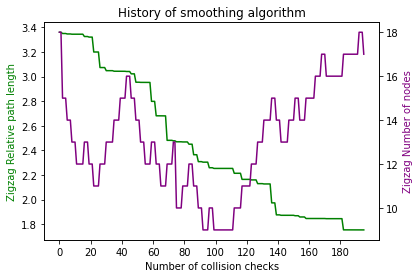 History of smoothing algorithm
Zigzag Relative path length
3.4
3.2
3.0
2.8
2.6
2.4
2.2
2.0
1.8
0 20 40 60 80 100 120 140 160 180
Number of collision checks
18
16
14
12
10
Zigzag Number of nodes